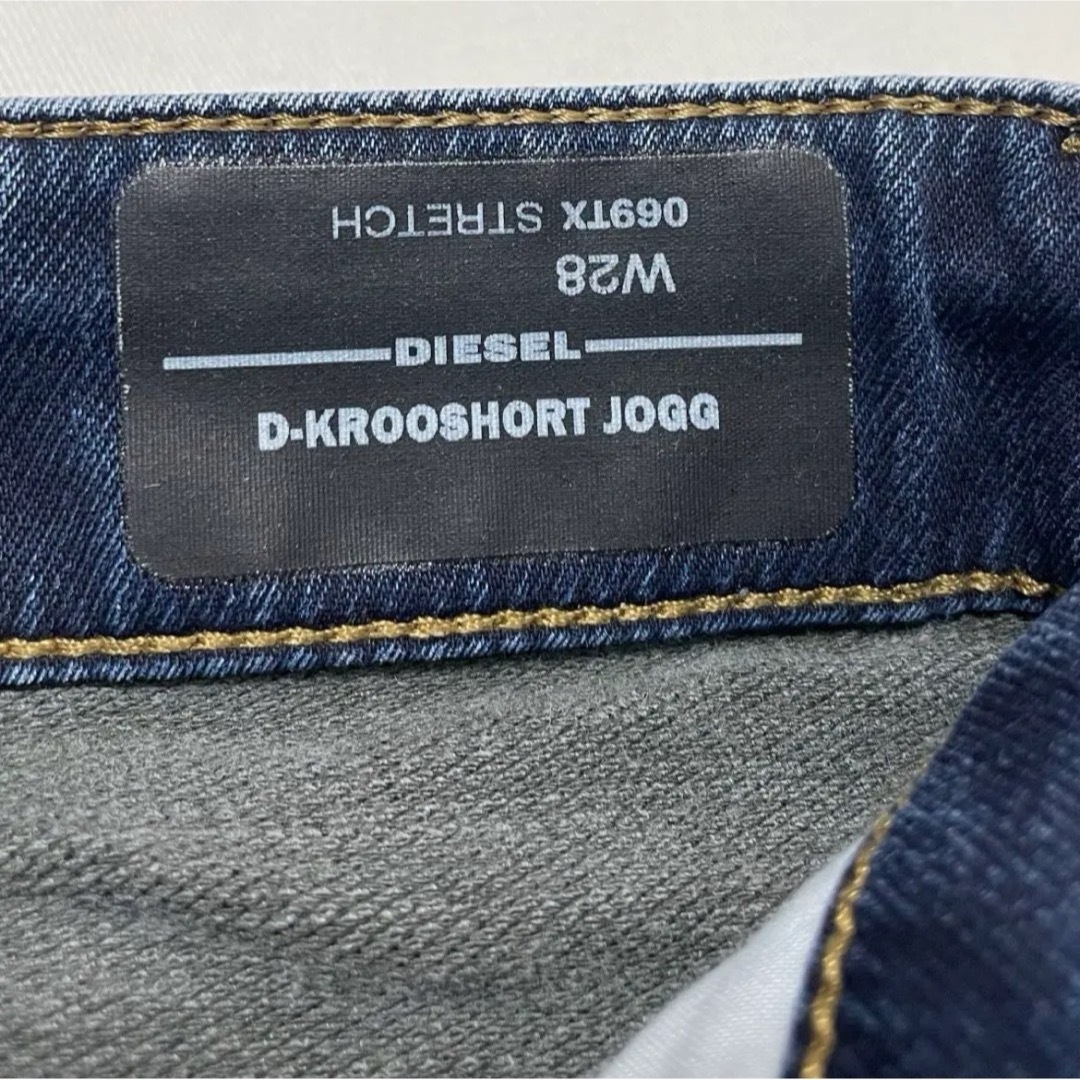 069TX STRETCH
W28
DIESEL
D-KROOSHORT JOGG